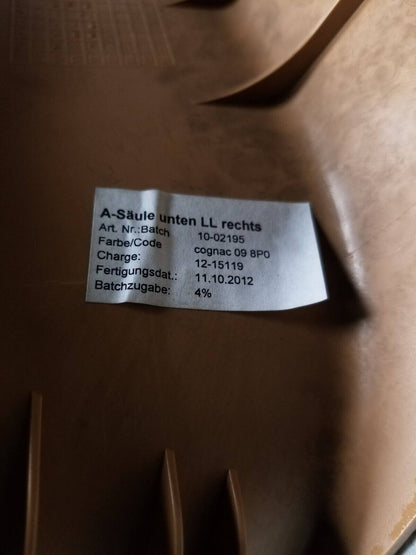 A-Säule unten LL rechts
Art. Nr.:Batch 10-02195
Farbe/Code cognac 09 8P0
Charge: 12-15119
Fertigungsdat.: 11.10.2012
Batchzugabe: 4%